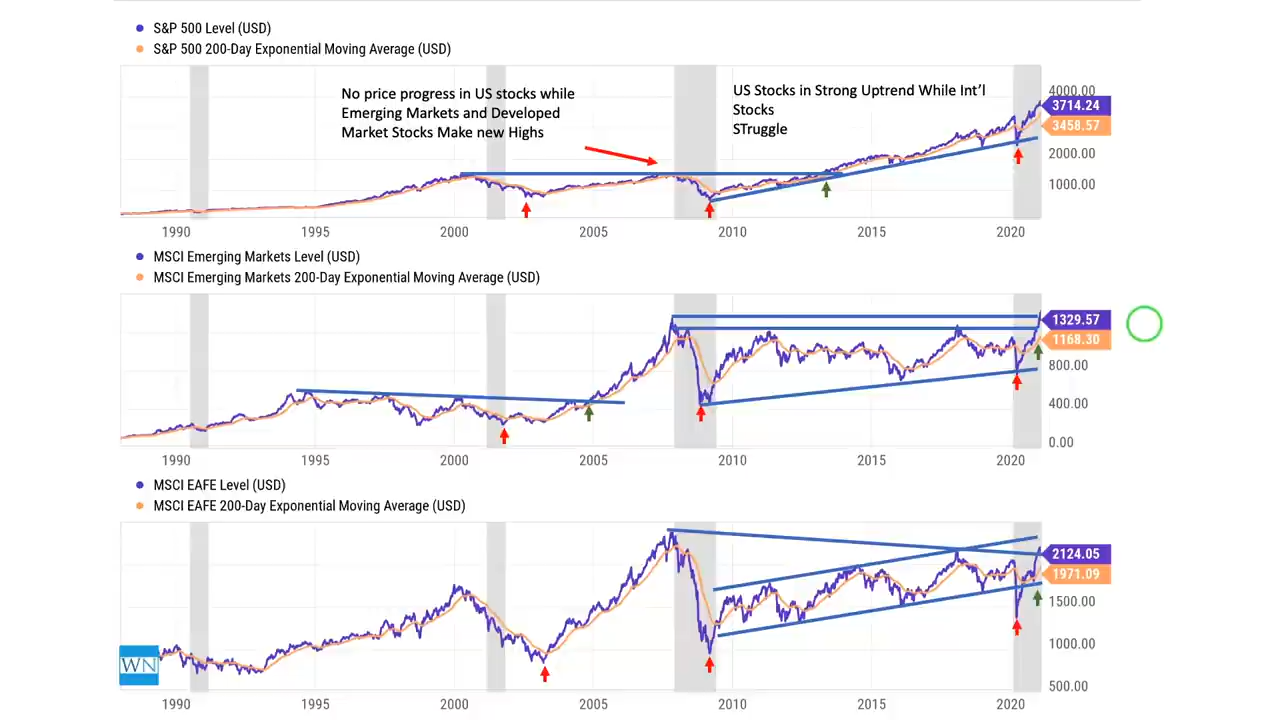 S&P 500 Level (USD)
S&P 500 200-Day Exponential Moving Average (USD)
No price progress in US stocks while
Emerging Markets and Developed
Market Stocks Make new Highs
US Stocks in Strong Uptrend While Int'l
Stocks
STruggle
4000.00
3714.24
3458.57
2000.00
1000.00
1990 1995 2000 2005 2010 2015 2020
MSCI Emerging Markets Level (USD)
MSCI Emerging Markets 200-Day Exponential Moving Average (USD)
1329.57
1168.30
800.00
400.00
0.00
1990 1995 2000 2005 2010 2015 2020
MSCI EAFE Level (USD)
MSCI EAFE 200-Day Exponential Moving Average (USD)
2124.05
1971.09
1500.00
1000.00
500.00
WN
1990 1995 2000 2005 2010 2015 2020